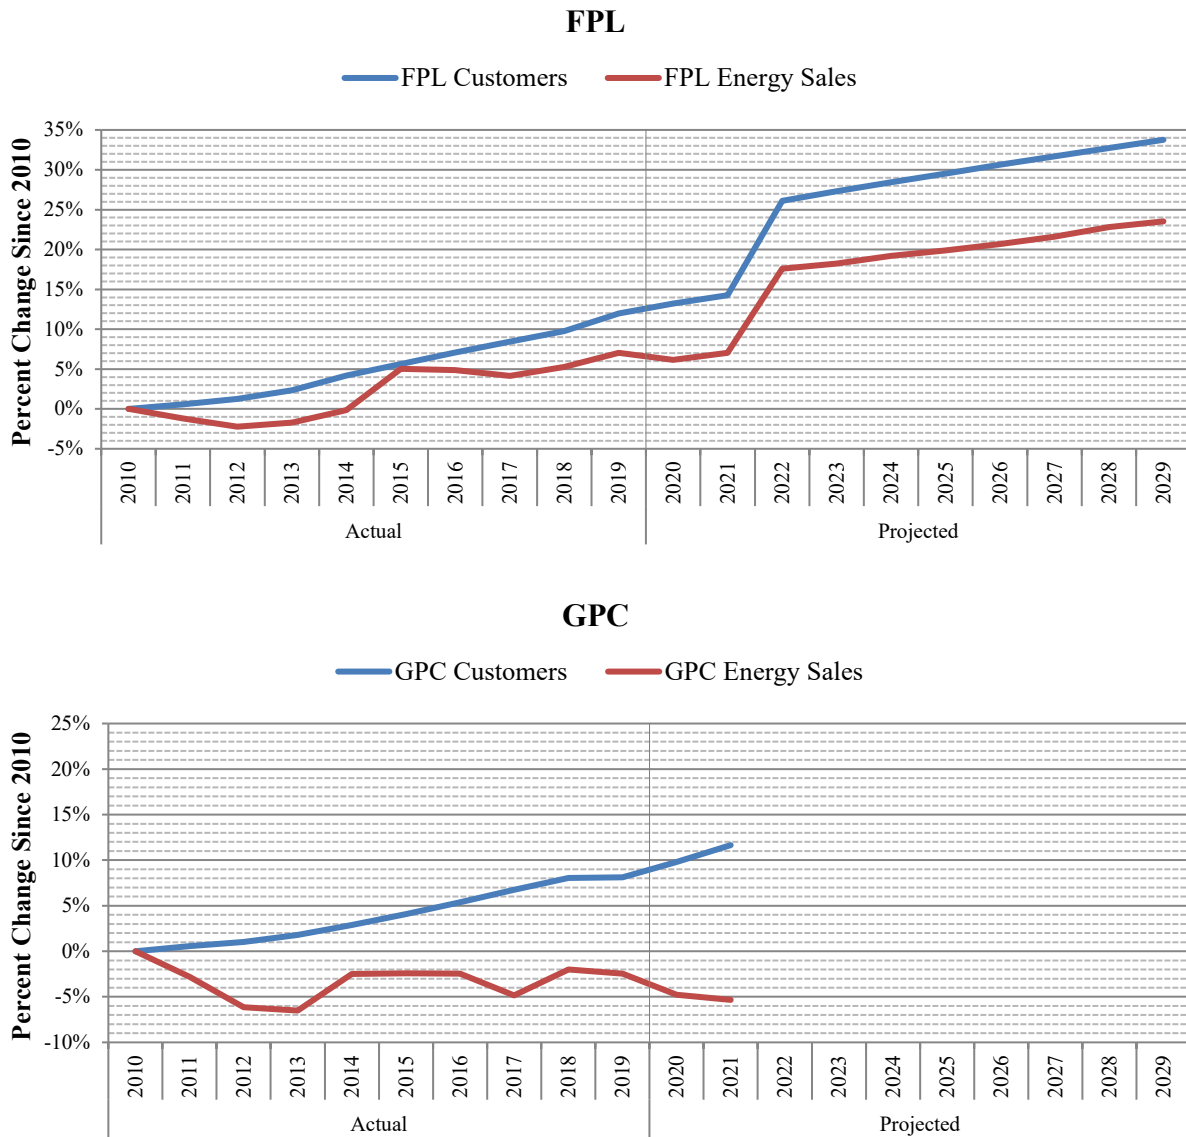 FPL
FPL Customers FPL Energy Sales
Percent Change Since 2010
35%
30%
25%
20%
15%
10%
5%
0%
-5%
2010 2011 2012 2013 2014 2015 2016 2017 2018 2019 2020 2021 2022 2023 2024 2025 2026 2027 2028 2029
Actual Projected
GPC
GPC Customers GPC Energy Sales
Percent Change Since 2010
25%
20%
15%
10%
5%
0%
-5%
-10%
2010 2011 2012 2013 2014 2015 2016 2017 2018 2019 2020 2021 2022 2023 2024 2025 2026 2027 2028 2029
Actual Projected